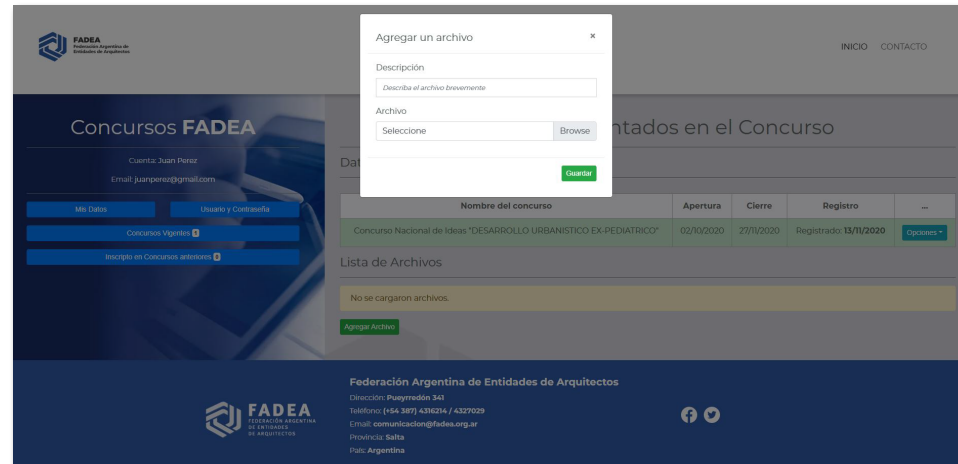 FADEA
Federación Argentina de
Entidades de Arquitectos
INICIO CONTACTO
Agregar un archivo ×
Descripción
Describa el archivo brevemente
Archivo
Seleccione Browse
Guardar
Concursos FADEA
Cuenta: Juan Perez
Email: juanperez@gmail.com
Mis Datos Usuario y Contraseña
Concursos Vigentes
Inscripto en Concursos anteriores
ntados en el Concurso
Dat
Nombre del concurso Apertura Cierre Registro ...
Concurso Nacional de Ideas "DESARROLLO URBANISTICO EX-PEDIATRICO" 02/10/2020 27/11/2020 Registrado: 13/11/2020 Opciones
Lista de Archivos
No se cargaron archivos.
Agregar Archivo
FADEA
FEDERACIÓN ARGENTINA
DE ENTIDADES
DE ARQUITECTOS
Federación Argentina de Entidades de Arquitectos
Dirección: Pueyrredón 341
Teléfono: (+54 387) 4316214 / 4327029
Email: comunicacion@fadea.org.ar
Provincia: Salta
País: Argentina